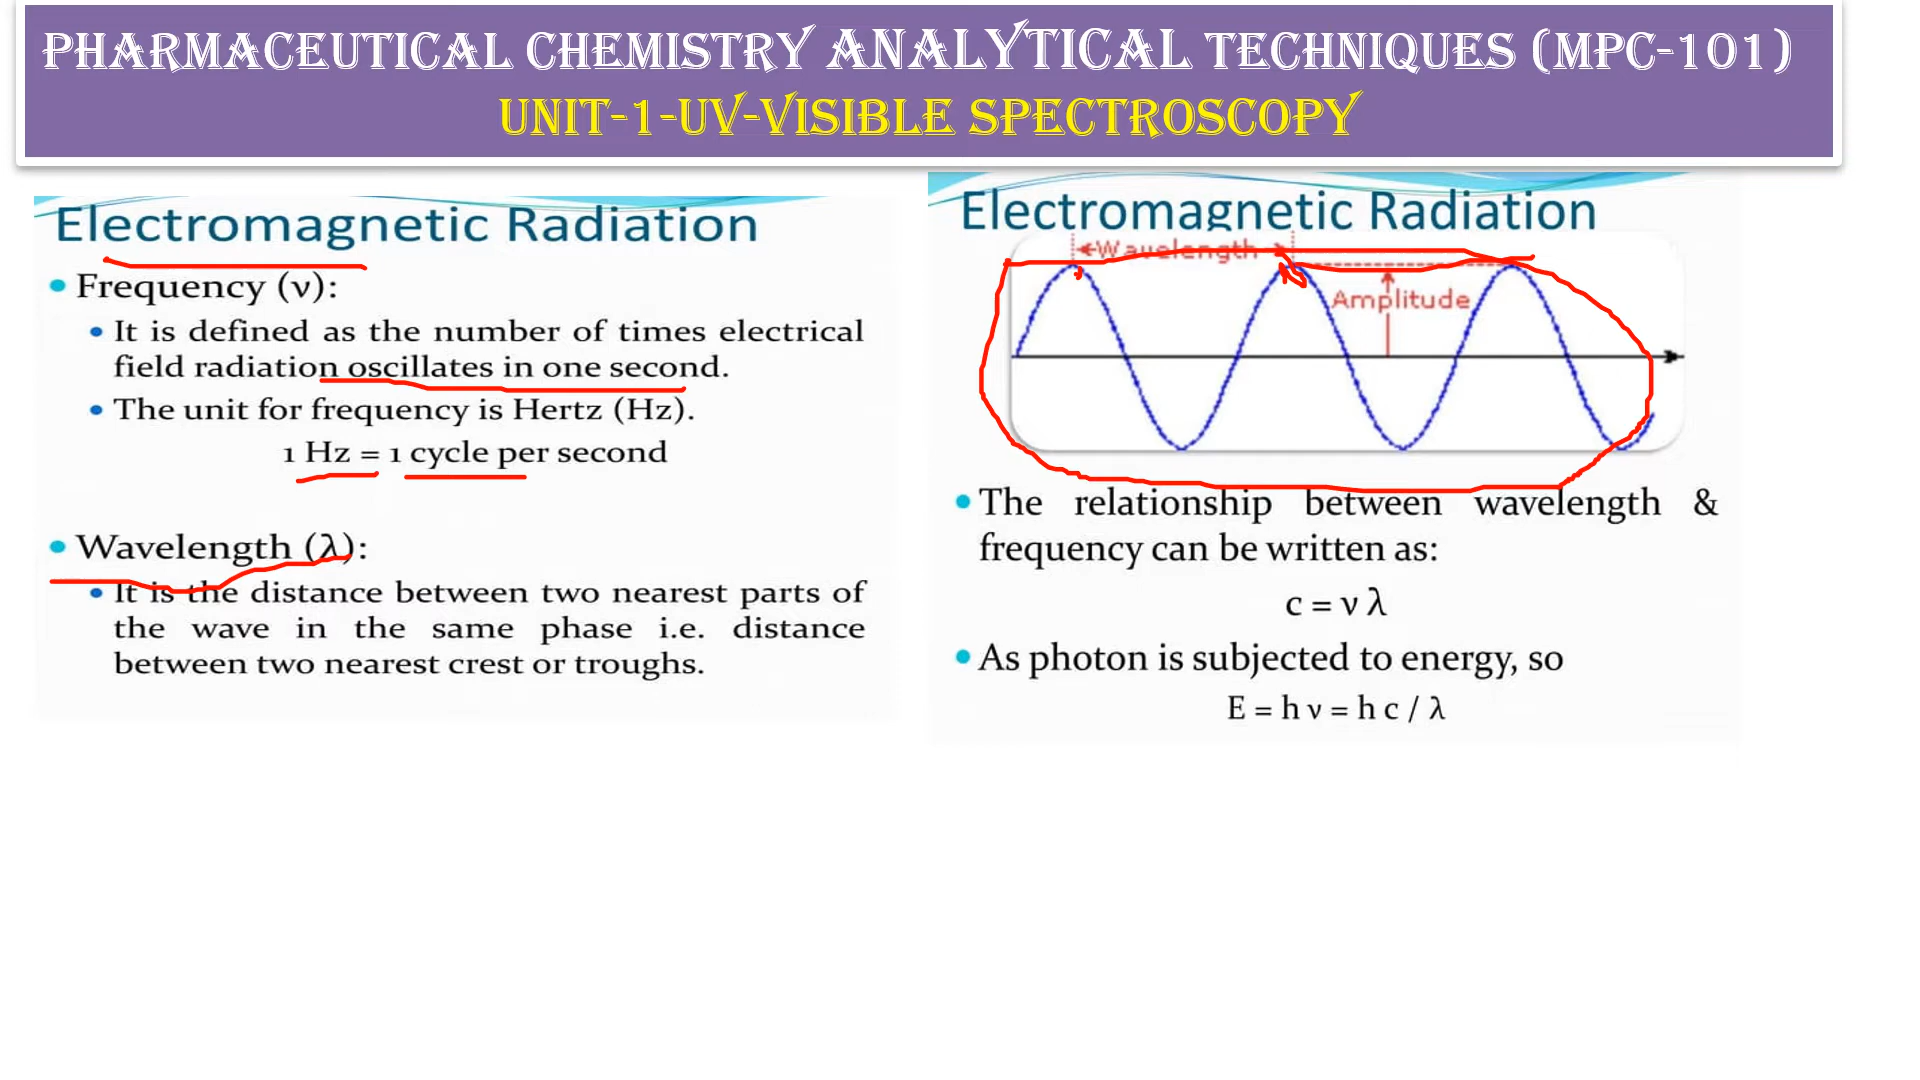 PHARMACEUTICAL CHEMISTRY ANALYTICAL TECHNIQUES (MPC-101)
UNIT-1-UV-VISIBLE SPECTROSCOPY
Electromagnetic Radiation
Frequency (ν):
It is defined as the number of times electrical
field radiation oscillates in one second.
The unit for frequency is Hertz (Hz).
1 Hz = 1 cycle per second
Wavelength (λ):
It is the distance between two nearest parts of
the wave in the same phase i.e. distance
between two nearest crest or troughs.
Electromagnetic Radiation
Wavelength
Amplitude
The relationship between wavelength &
frequency can be written as:
c = ν λ
As photon is subjected to energy, so
E = h ν = h c / λ